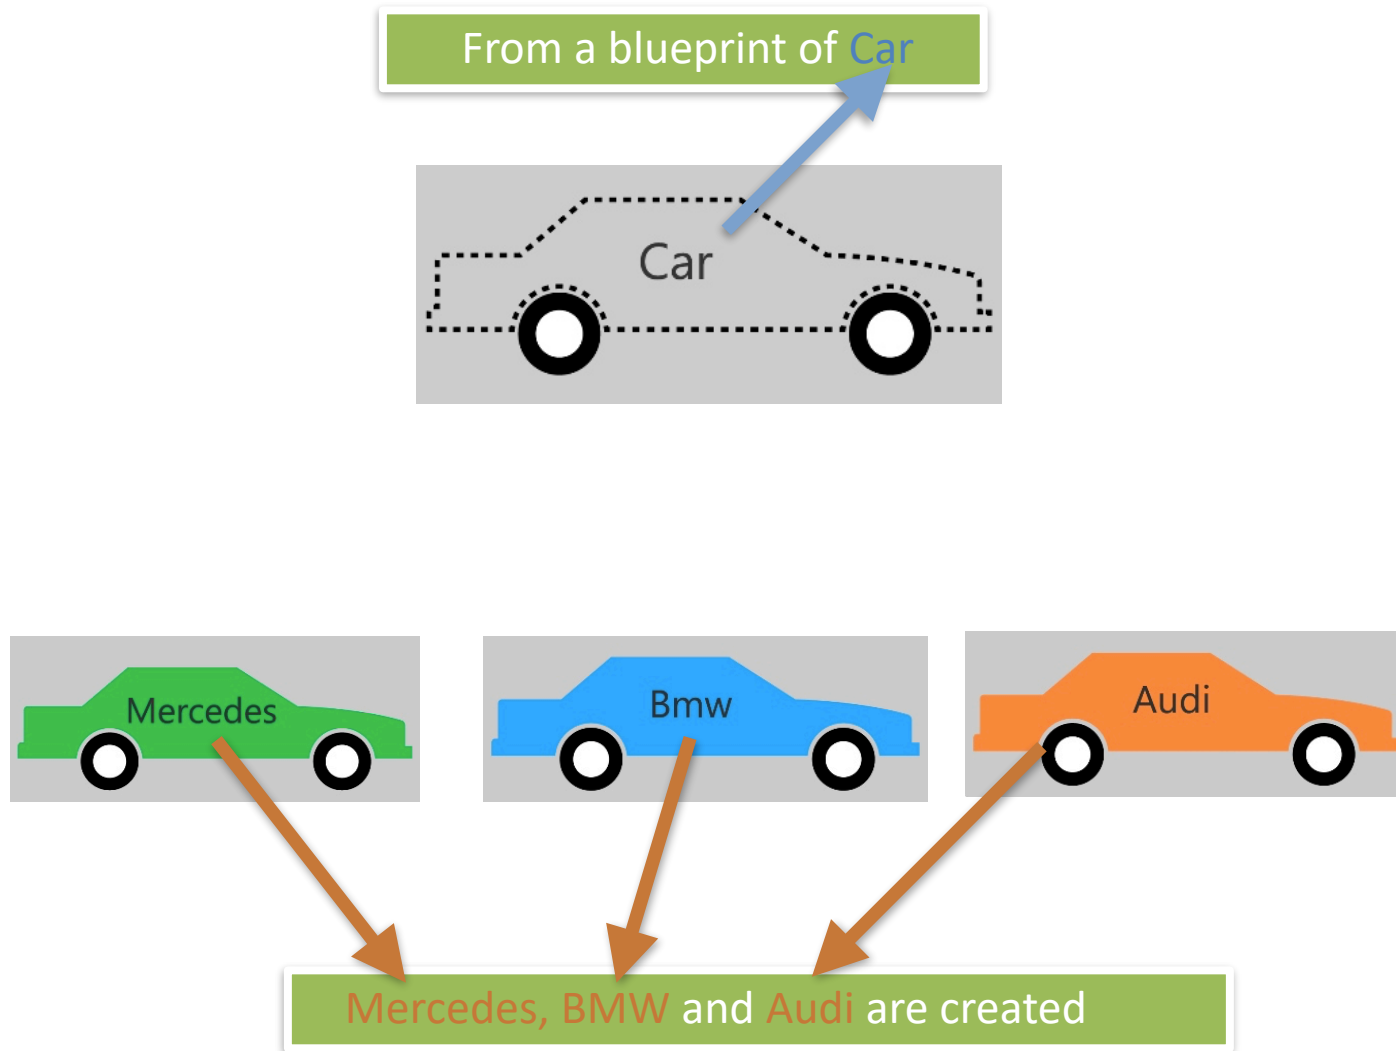 From a blueprint of Car
Car
Mercedes
Bmw
Audi
Mercedes, BMW and Audi are created